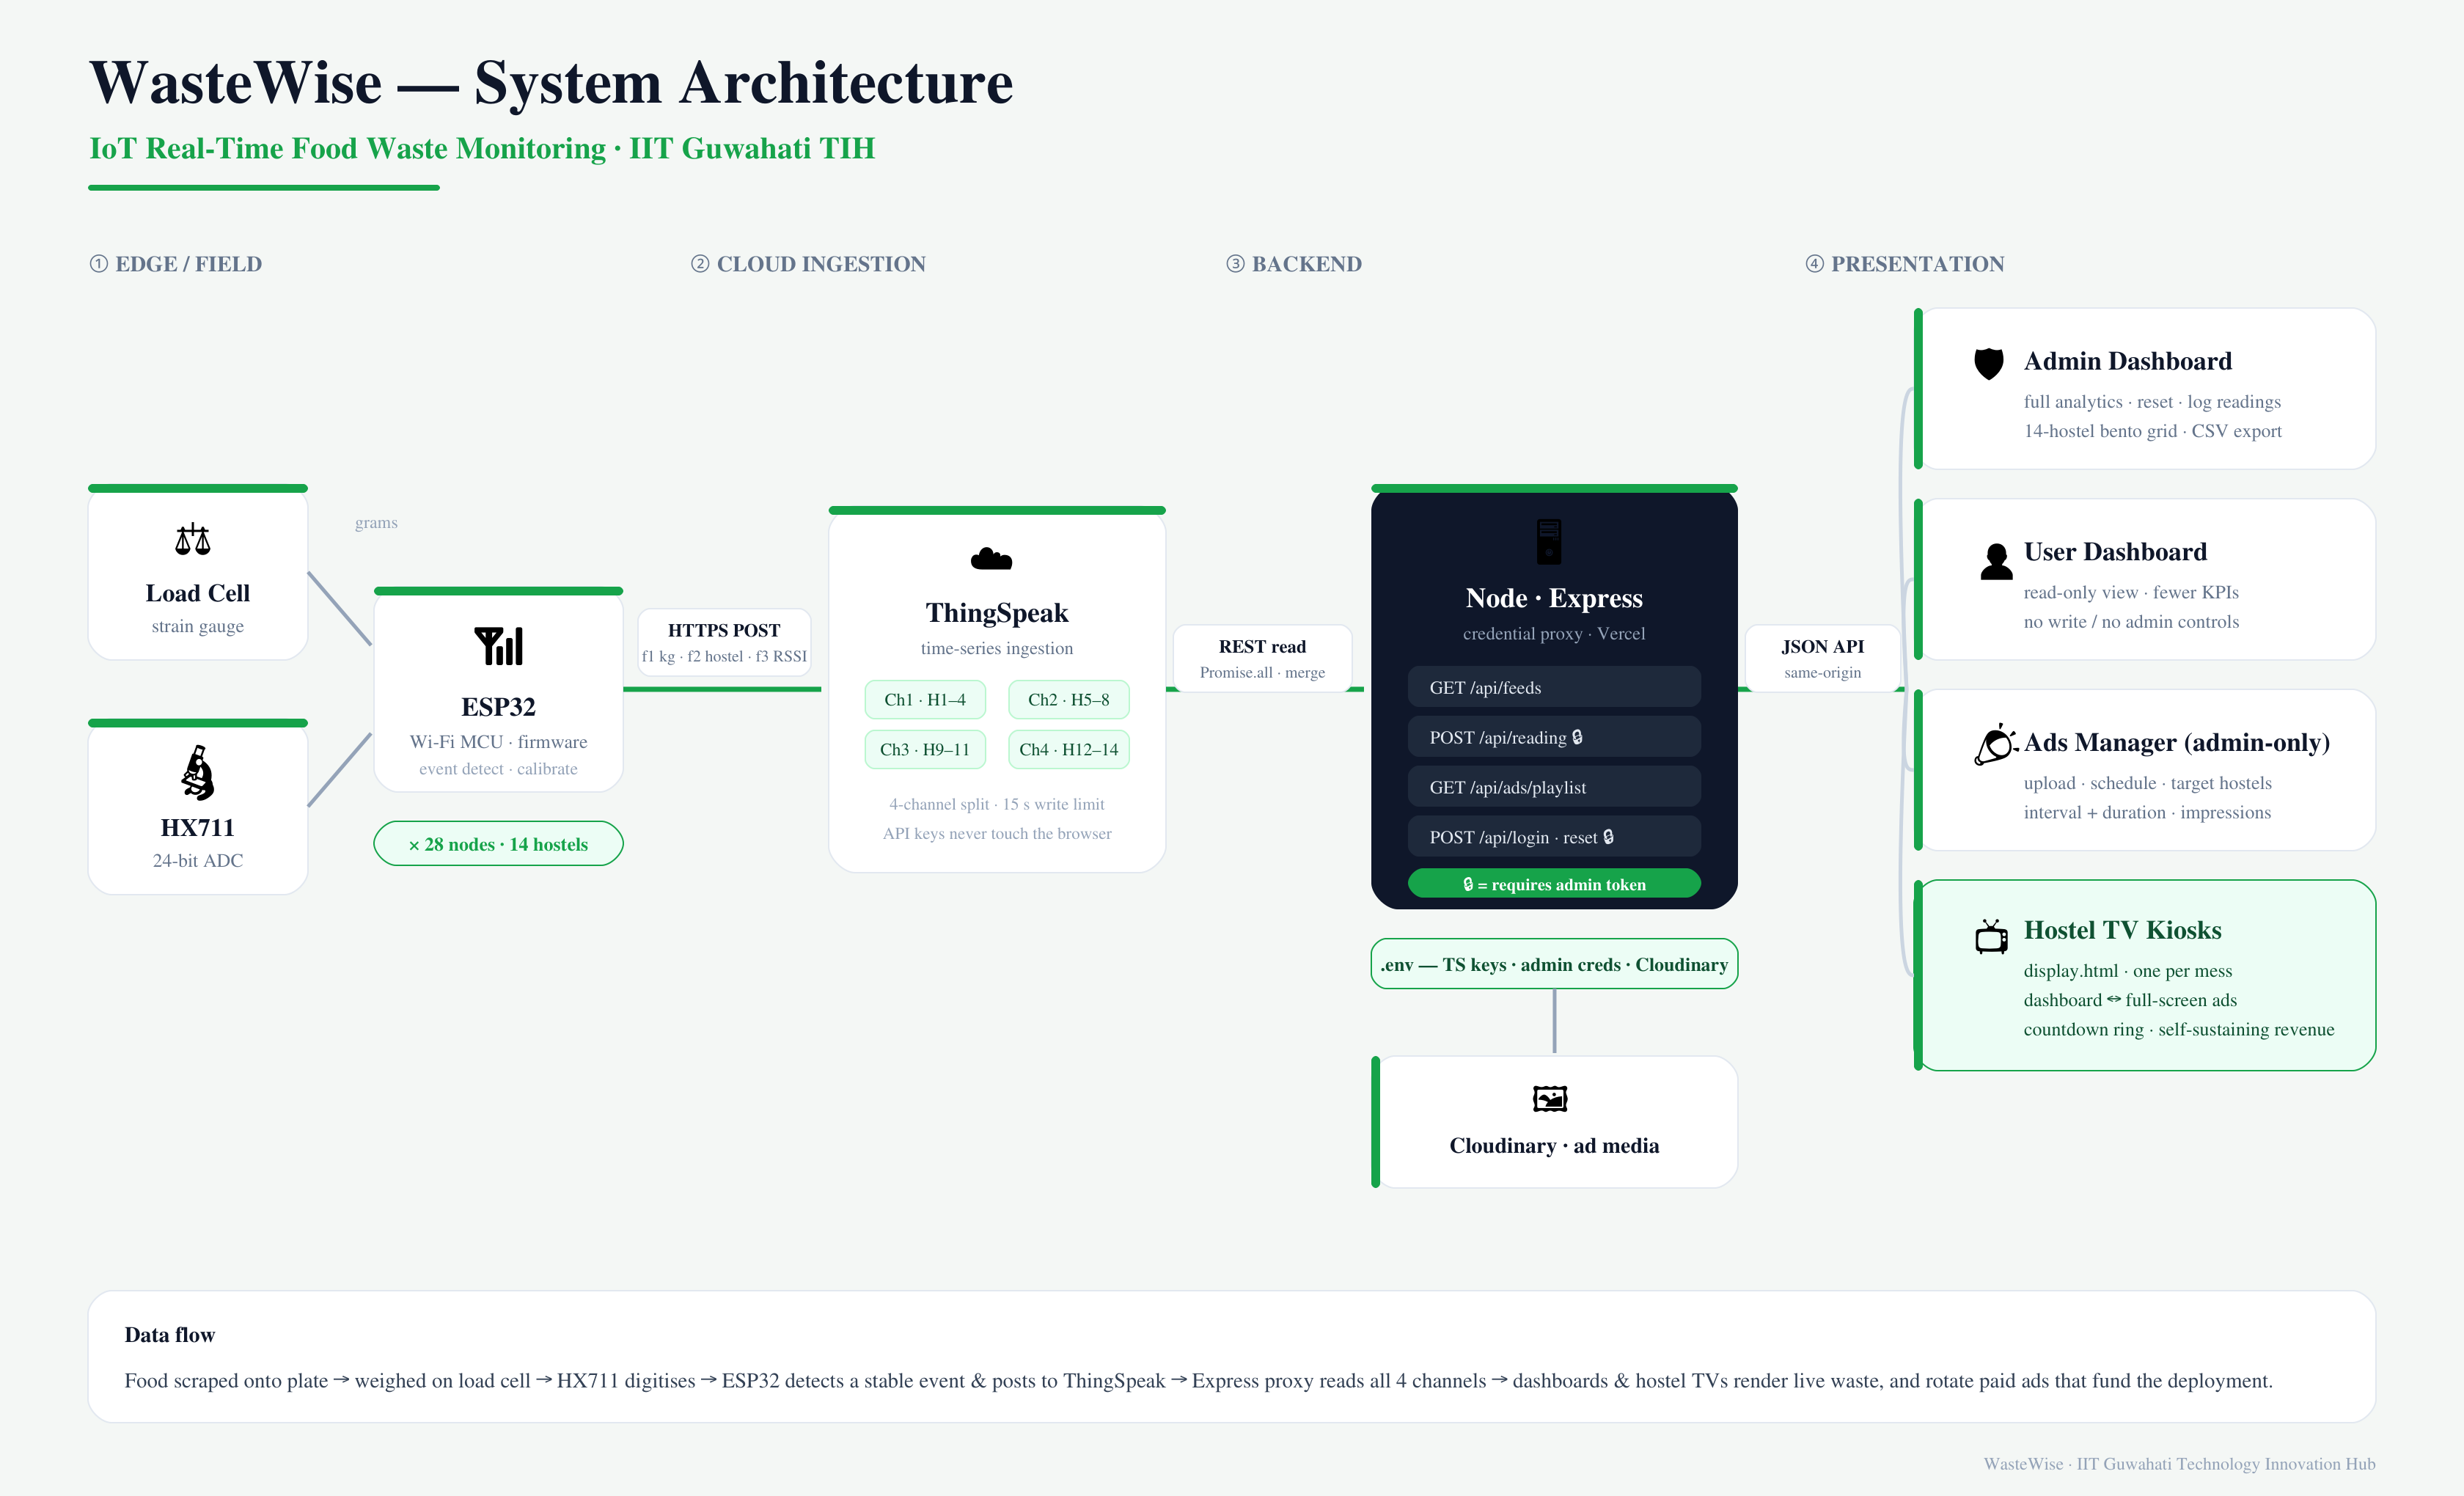 WasteWise — System Architecture
IoT Real-Time Food Waste Monitoring · IIT Guwahati TIH
① EDGE / FIELD
② CLOUD INGESTION
③ BACKEND
④ PRESENTATION
Load Cell
strain gauge
grams
HX711
24-bit ADC
ESP32
Wi-Fi MCU · firmware
event detect · calibrate
× 28 nodes · 14 hostels
HTTPS POST
f1 kg · f2 hostel · f3 RSSI
ThingSpeak
time-series ingestion
Ch1 · H1–4
Ch2 · H5–8
Ch3 · H9–11
Ch4 · H12–14
4-channel split · 15 s write limit
API keys never touch the browser
REST read
Promise.all · merge
Node · Express
credential proxy · Vercel
GET /api/feeds
POST /api/reading 🔒
GET /api/ads/playlist
POST /api/login · reset 🔒
🔒 = requires admin token
.env — TS keys · admin creds · Cloudinary
Cloudinary · ad media
JSON API
same-origin
Admin Dashboard
full analytics · reset · log readings
14-hostel bento grid · CSV export
User Dashboard
read-only view · fewer KPIs
no write / no admin controls
Ads Manager (admin-only)
upload · schedule · target hostels
interval + duration · impressions
Hostel TV Kiosks
display.html · one per mess
dashboard ↔ full-screen ads
countdown ring · self-sustaining revenue
Data flow
Food scraped onto plate → weighed on load cell → HX711 digitises → ESP32 detects a stable event & posts to ThingSpeak → Express proxy reads all 4 channels → dashboards & hostel TVs render live waste, and rotate paid ads that fund the deployment.
WasteWise · IIT Guwahati Technology Innovation Hub